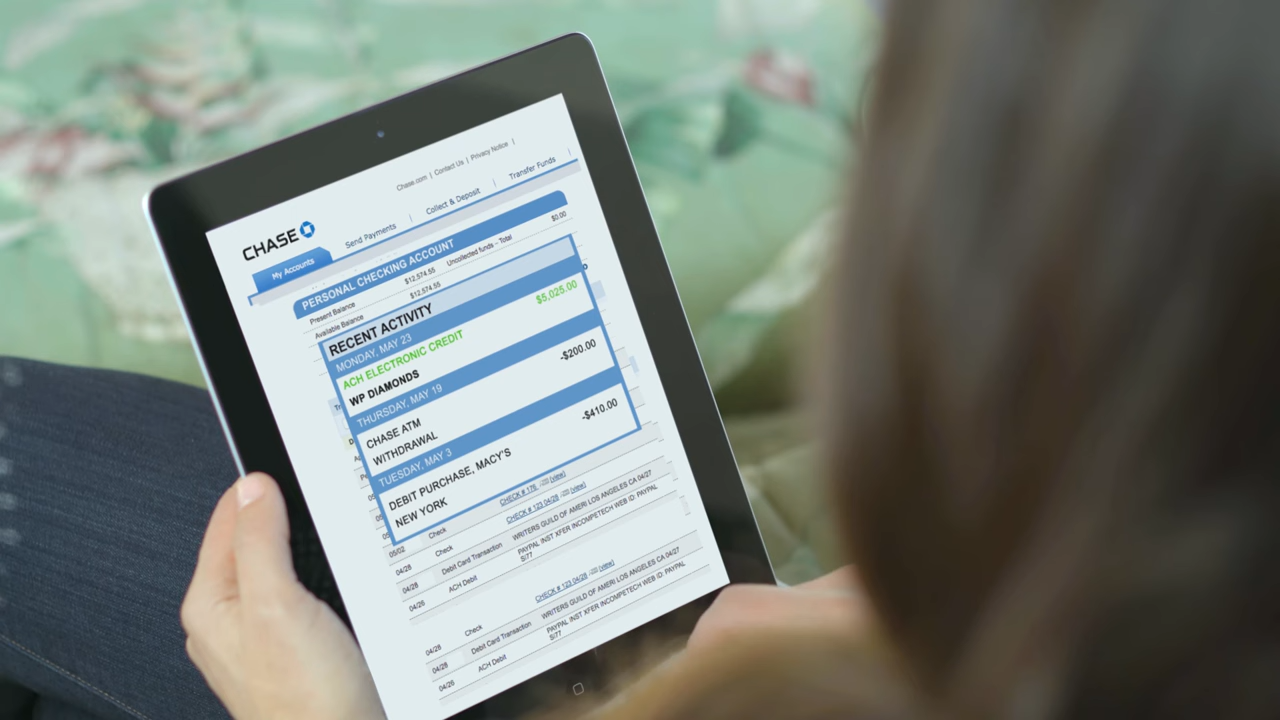 Chase.com | Contact Us | Privacy Notice |
CHASE
My Accounts
Send Payments
Collect & Deposit
Transfer Funds
PERSONAL CHECKING ACCOUNT
Present Balance $12,574.55 Uncollected funds – Total $0.00
Available Balance $12,574.55
RECENT ACTIVITY
MONDAY, MAY 23
ACH ELECTRONIC CREDIT $5,025.00
WP DIAMONDS
THURSDAY, MAY 19
CHASE ATM -$200.00
WITHDRAWAL
TUESDAY, MAY 3
DEBIT PURCHASE, MACY'S -$410.00
NEW YORK
05/02 Check CHECK # 176 (view)
04/28 Check CHECK # 123 04/28 (view)
04/28 Debit Card Transaction WRITERS GUILD OF AMERI LOS ANGELES CA 04/27
04/26 ACH Debit PAYPAL INST XFER INCOMPETECH WEB ID: PAYPAL
SI77
04/28 Check CHECK # 123 04/28 (view)
04/28 Debit Card Transaction WRITERS GUILD OF AMERI LOS ANGELES CA 04/27
04/26 ACH Debit PAYPAL INST XFER INCOMPETECH WEB ID: PAYPAL
SI77